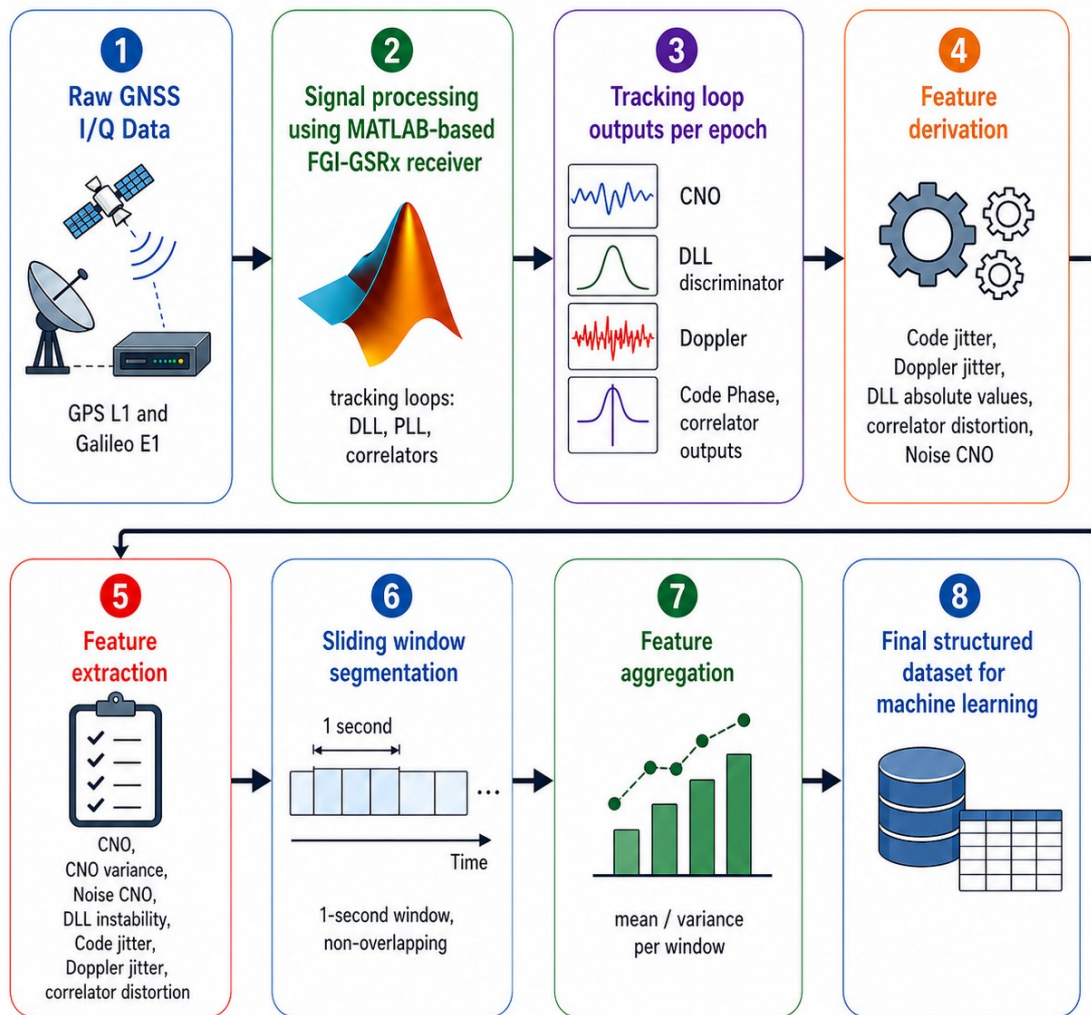 1
Raw GNSS
I/Q Data
GPS L1 and
Galileo E1
2
Signal processing
using MATLAB-based
FGI-GSRx receiver
tracking loops:
DLL, PLL,
correlators
3
Tracking loop
outputs per epoch
CNO
DLL
discriminator
Doppler
Code Phase,
correlator
outputs
4
Feature
derivation
Code jitter,
Doppler jitter,
DLL absolute values,
correlator distortion,
Noise CNO
5
Feature
extraction
CNO,
CNO variance,
Noise CNO,
DLL instability,
Code jitter,
Doppler jitter,
correlator distortion
6
Sliding window
segmentation
1 second
...
Time
1-second window,
non-overlapping
7
Feature
aggregation
mean / variance
per window
8
Final structured
dataset for
machine learning